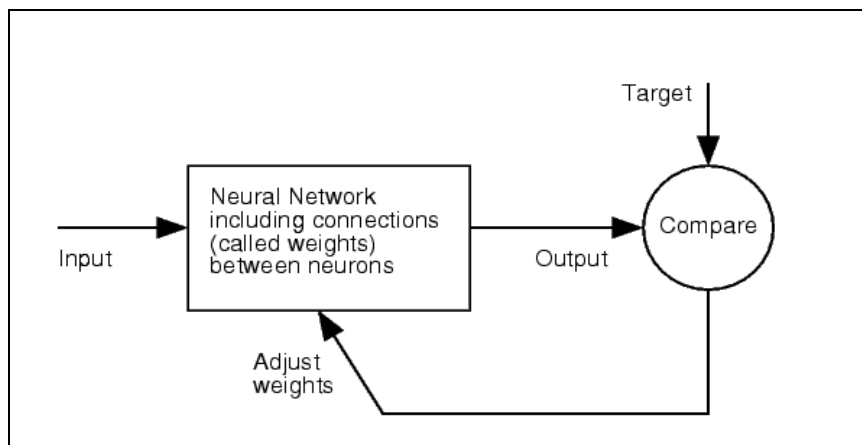 Target
Neural Network
including connections
(called weights)
between neurons
Compare
Input
Output
Adjust
weights